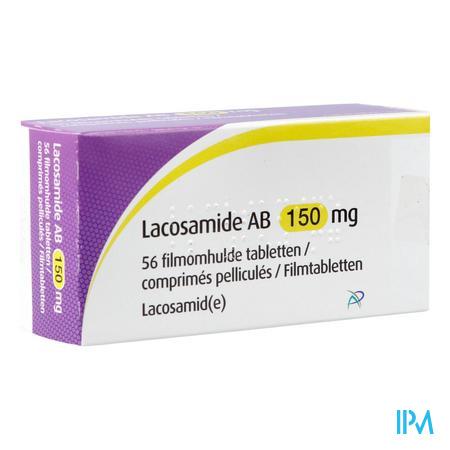 Lacosamide AB 150 mg
56 filmomhulde tabletten /
comprimés pelliculés / Filmtabletten
Lacosamid(e)
Lacosamide AB 150 mg
56 filmomhulde tabletten /
comprimés pelliculés / Filmtabletten
IPM